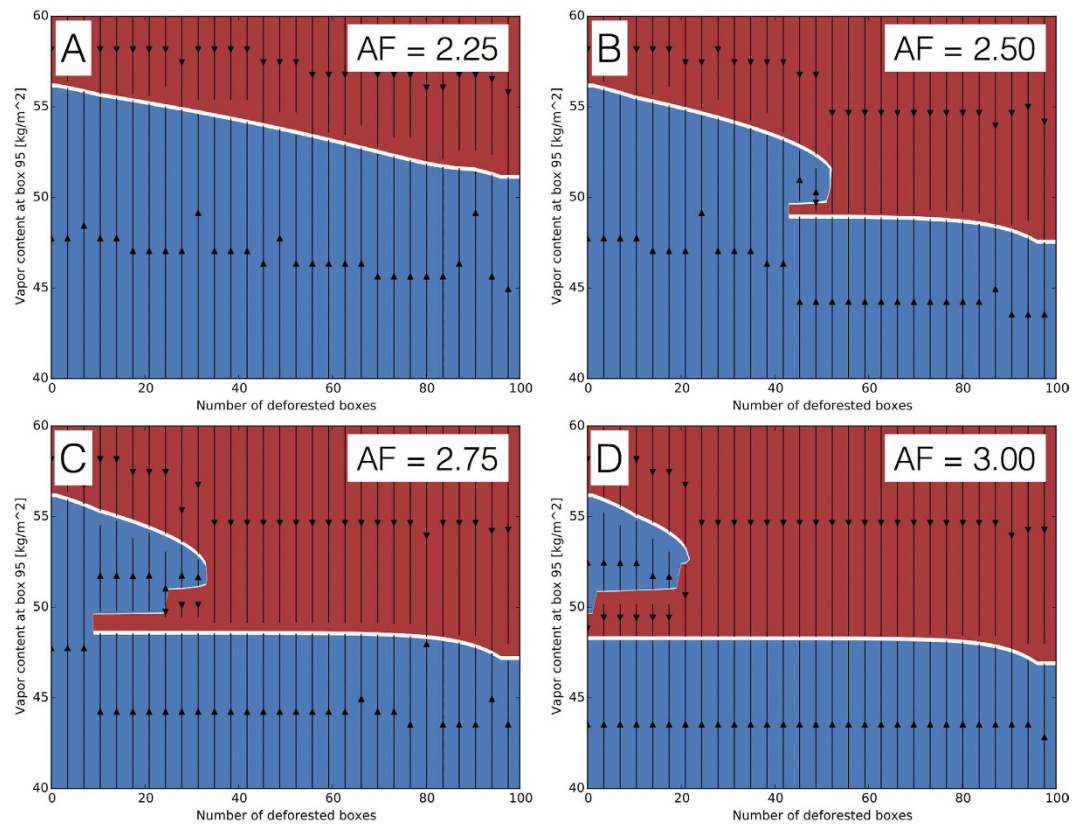 A
AF = 2.25
60
55
50
45
40
Vapor content at box 95 [kg/m^2]
0 20 40 60 80 100
Number of deforested boxes
B
AF = 2.50
60
55
50
45
40
Vapor content at box 95 [kg/m^2]
0 20 40 60 80 100
Number of deforested boxes
C
AF = 2.75
60
55
50
45
40
Vapor content at box 95 [kg/m^2]
0 20 40 60 80 100
Number of deforested boxes
D
AF = 3.00
60
55
50
45
40
Vapor content at box 95 [kg/m^2]
0 20 40 60 80 100
Number of deforested boxes